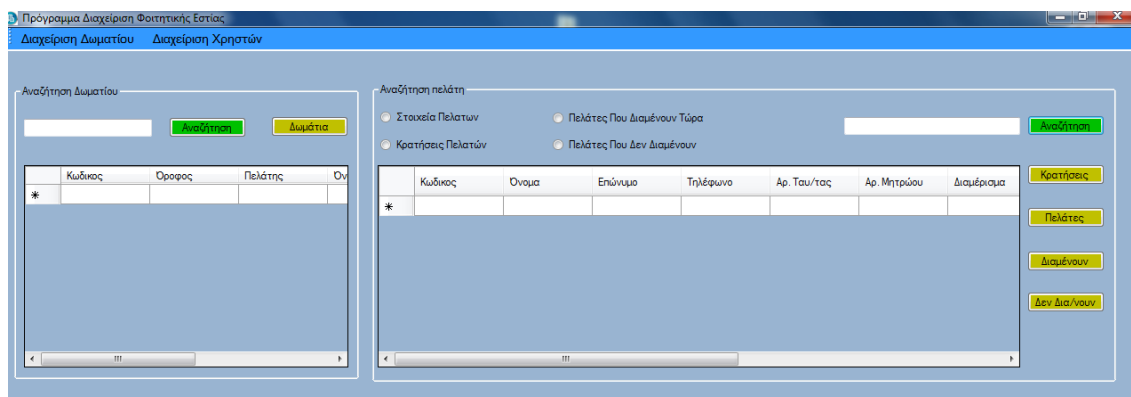 Πρόγραμμα Διαχείριση Φοιτητικής Εστίας
Διαχείριση Δωματίου Διαχείριση Χρηστών
Αναζήτηση Δωματίου
Αναζήτηση
Δωμάτια
Κωδικος Όροφος Πελάτης Όν
Αναζήτηση πελάτη
Στοιχεία Πελατων
Πελάτες Που Διαμένουν Τώρα
Κρατήσεις Πελατών
Πελάτες Που Δεν Διαμένουν
Αναζήτηση
Κωδικος Όνομα Επώνυμο Τηλέφωνο Αρ. Ταυ/τας Αρ. Μητρώου Διαμέρισμα
Κρατήσεις
Πελάτες
Διαμένουν
Δεν Δια/νουν